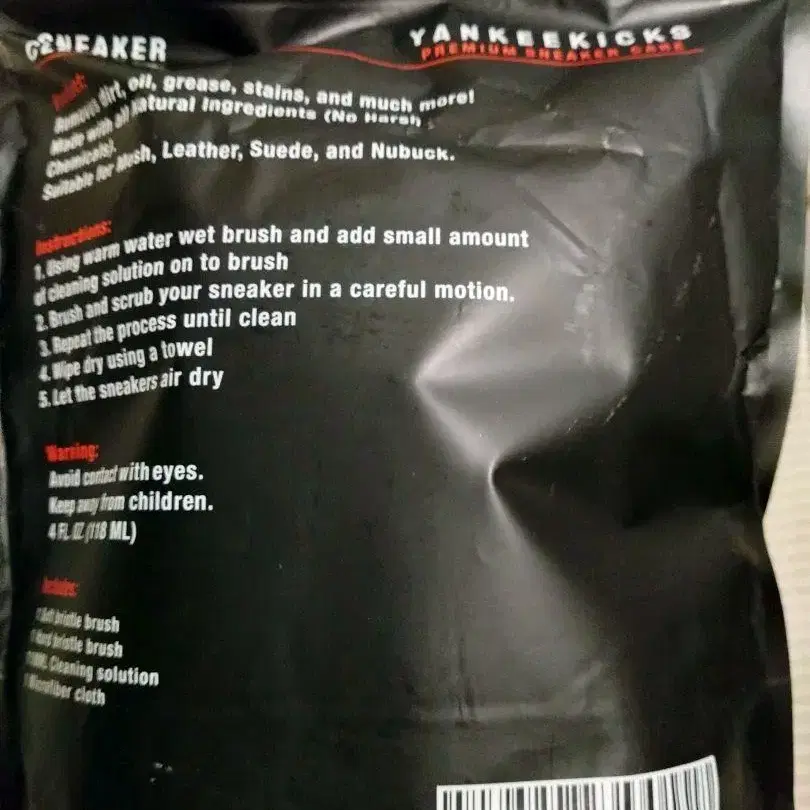 SNEAKER
YANKEEKICKS
PREMIUM SNEAKER CARE
Remove dirt, oil, grease, stains, and much more!
Made with all natural Ingredients (No Harsh
Chemicals).
Suitable for Mesh, Leather, Suede, and Nubuck.
Instructions:
1. Using warm water wet brush and add small amount
of cleaning solution on to brush
2. Brush and scrub your sneaker in a careful motion.
3. Repeat the process until clean
4. Wipe dry using a towel
5. Let the sneakers air dry
Warning:
Avoid contact with eyes.
Keep away from children.
4 FL. OZ. (118 ML)
Includes:
Soft bristle brush
Hard bristle brush
Cleaning solution
Microfiber cloth